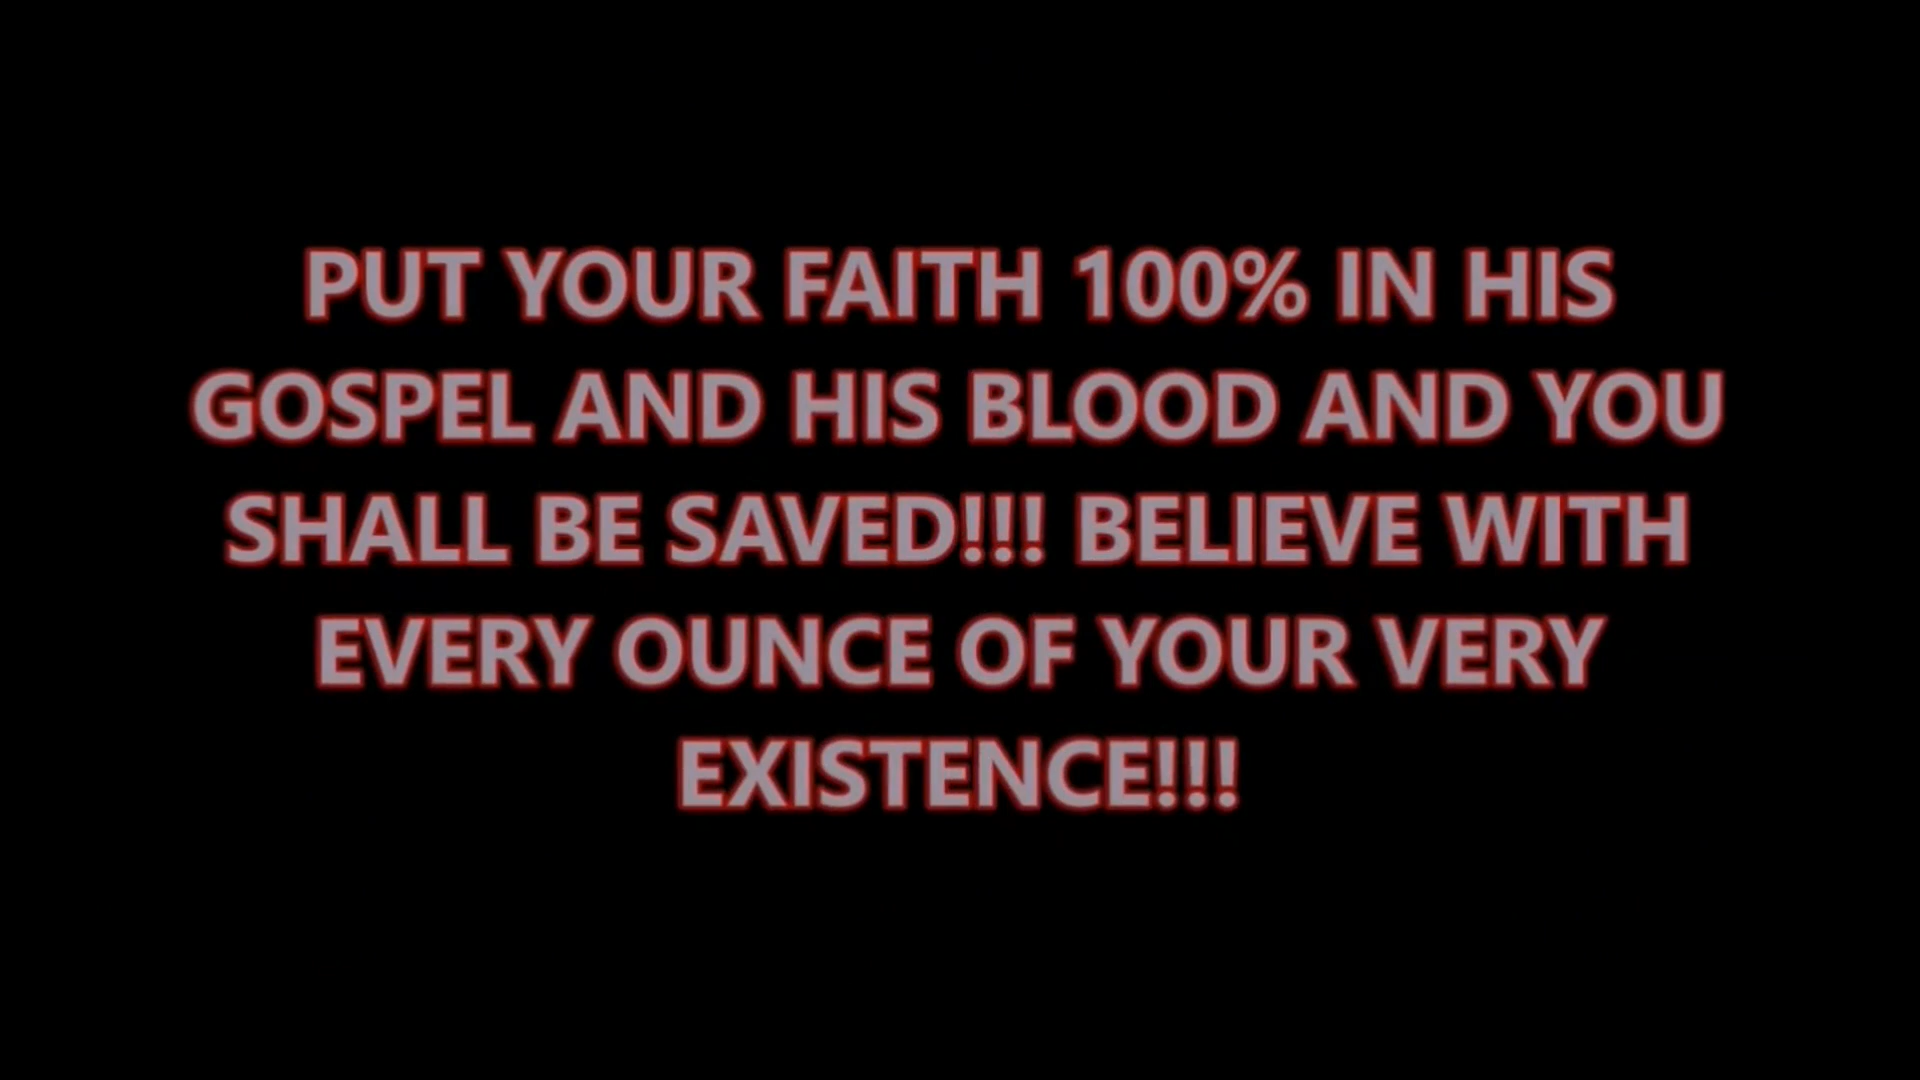 PUT YOUR FAITH 100% IN HIS
GOSPEL AND HIS BLOOD AND YOU
SHALL BE SAVED!!! BELIEVE WITH
EVERY OUNCE OF YOUR VERY
EXISTENCE!!!